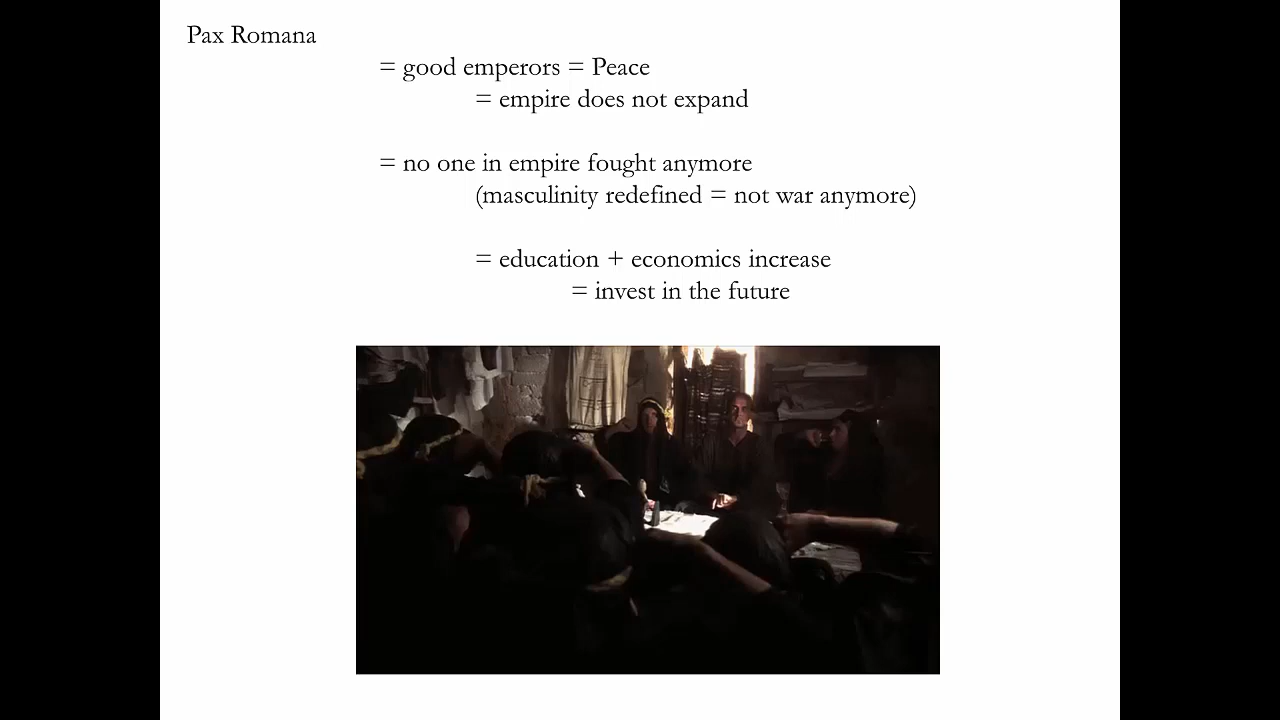 Pax Romana
= good emperors = Peace
= empire does not expand
= no one in empire fought anymore
(masculinity redefined = not war anymore)
= education + economics increase
= invest in the future